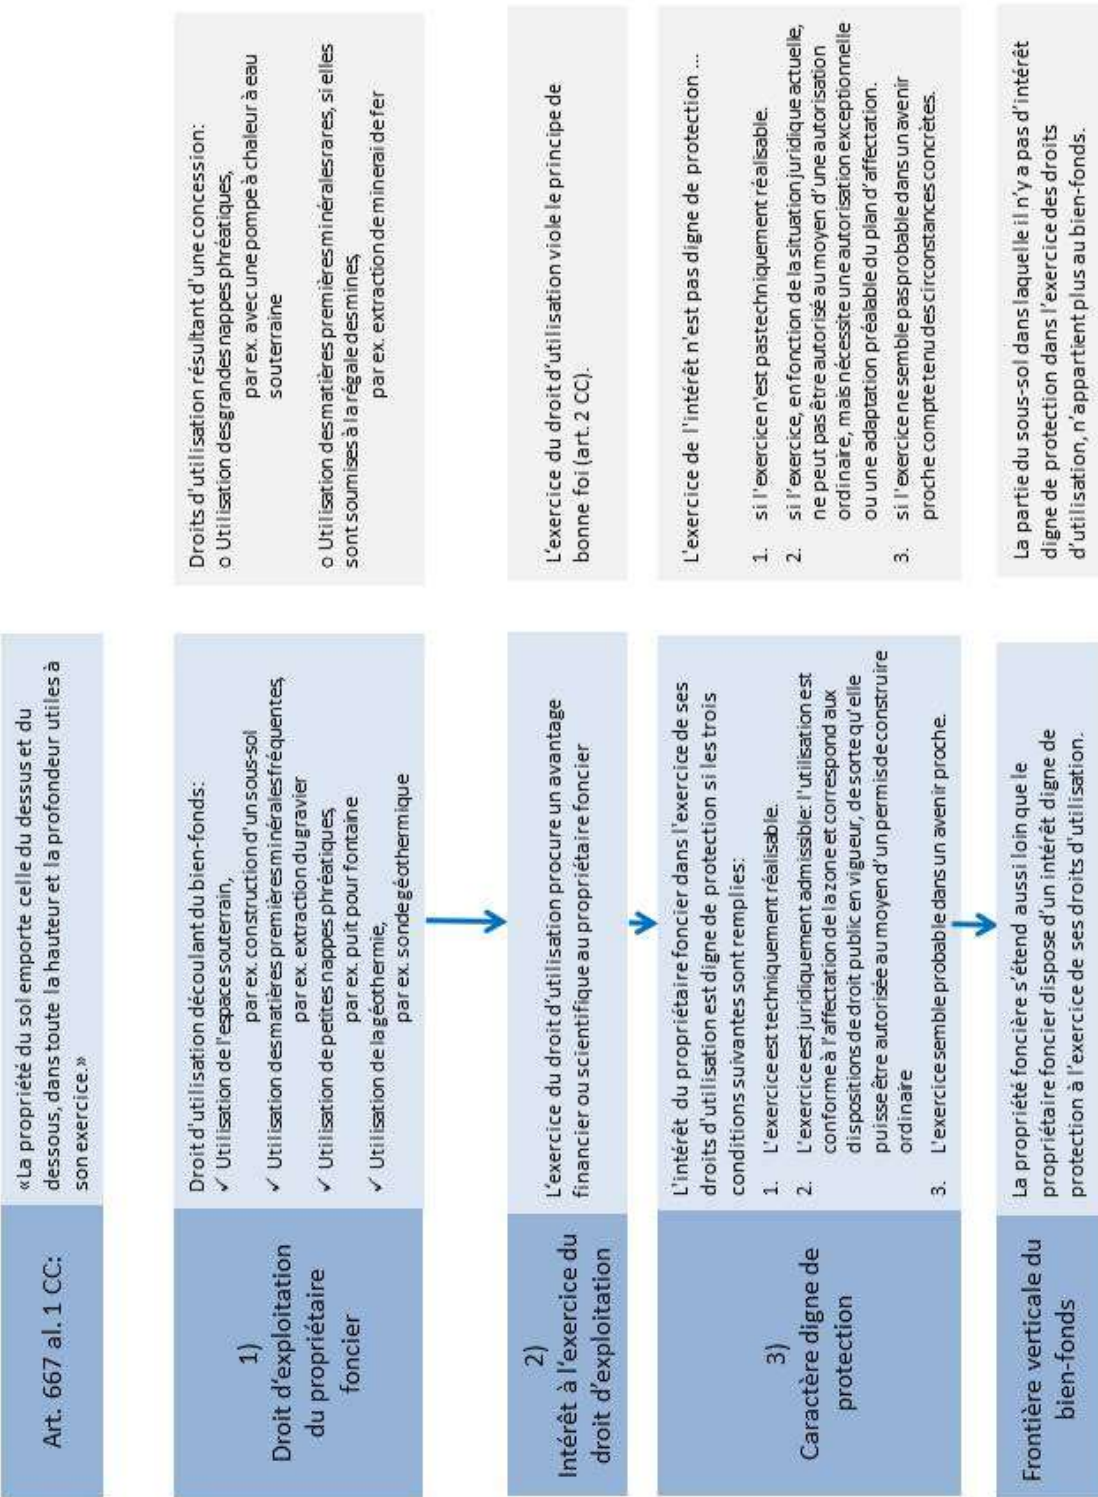 Art. 667 al. 1 CC:
«La propriété du sol emporte celle du dessus et du
dessous, dans toute la hauteur et la profondeur utiles à
son exercice.»
1)
Droit d'exploitation
du propriétaire
foncier
Droit d'utilisation découlant du bien-fonds:
✓ Utilisation de l'espace souterrain,
par ex. construction d'un sous-sol
✓ Utilisation des matières premières minérales fréquentes,
par ex. extraction du gravier
✓ Utilisation de petites nappes phréatiques,
par ex. puit pour fontaine
✓ Utilisation de la géothermie,
par ex. sonde géothermique
Droits d'utilisation résultant d'une concession:
o Utilisation des grandes nappes phréatiques,
par ex. avec une pompe à chaleur à eau
souterraine
o Utilisation des matières premières minérales rares, si elles
sont soumises à la régale des mines,
par ex. extraction de minerai de fer
2)
Intérêt à l'exercice du
droit d'exploitation
L'exercice du droit d'utilisation procure un avantage
financier ou scientifique au propriétaire foncier
L'exercice du droit d'utilisation viole le principe de
bonne foi (art. 2 CC).
3)
Caractère digne de
protection
L'intérêt du propriétaire foncier dans l'exercice de ses
droits d'utilisation est digne de protection si les trois
conditions suivantes sont remplies:
1. L'exercice est techniquement réalisable.
2. L'exercice est juridiquement admissible: l'utilisation est
conforme à l'affectation de la zone et correspond aux
dispositions de droit public en vigueur, de sorte qu'elle
puisse être autorisée au moyen d'un permis de construire
ordinaire
3. L'exercice semble probable dans un avenir proche.
L'exercice de l'intérêt n'est pas digne de protection ...
1. si l'exercice n'est pas techniquement réalisable.
2. si l'exercice, en fonction de la situation juridique actuelle,
ne peut pas être autorisé au moyen d'une autorisation
ordinaire, mais nécessite une autorisation exceptionnelle
ou une adaptation préalable du plan d'affectation.
3. si l'exercice ne semble pas probable dans un avenir
proche compte tenu des circonstances concrètes.
Frontière verticale du
bien-fonds
La propriété foncière s'étend aussi loin que le
propriétaire foncier dispose d'un intérêt digne de
protection à l'exercice de ses droits d'utilisation.
La partie du sous-sol dans laquelle il n'y a pas d'intérêt
digne de protection dans l'exercice des droits
d'utilisation, n'appartient plus au bien-fonds.